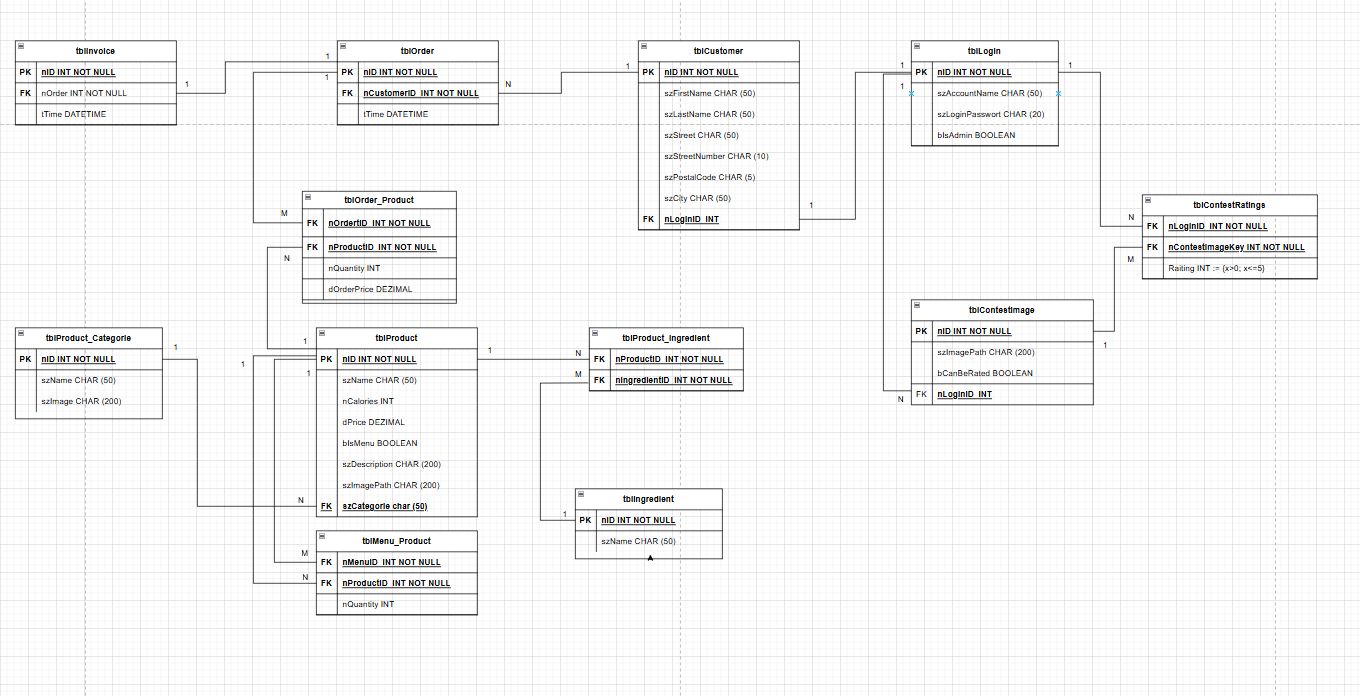 tblInvoice
PK nID INT NOT NULL
FK nOrder INT NOT NULL
tTime DATETIME
1
1
1
tblOrder
PK nID INT NOT NULL
FK nCustomerID INT NOT NULL
tTime DATETIME
N
1
tblCustomer
PK nID INT NOT NULL
szFirstName CHAR (50)
szLastName CHAR (50)
szStreet CHAR (50)
szStreetNumber CHAR (10)
szPostalCode CHAR (5)
szCity CHAR (50)
FK nLoginID INT
1
1
1
tblLogin
PK nID INT NOT NULL
szAccountName CHAR (50)
szLoginPasswort CHAR (20)
bIsAdmin BOOLEAN
1
N
M
tblContestRatings
FK nLoginID INT NOT NULL
FK nContestImageKey INT NOT NULL
Raiting INT := {x>0; x<=5}
M
N
tblOrder_Product
FK nOrdertID INT NOT NULL
FK nProductID INT NOT NULL
nQuantity INT
dOrderPrice DEZIMAL
tblContestImage
PK nID INT NOT NULL
szImagePath CHAR (200)
bCanBeRated BOOLEAN
FK nLoginID INT
1
N
tblProduct_Categorie
PK nID INT NOT NULL
szName CHAR (50)
szImage CHAR (200)
1
1
1
1
N
tblProduct
PK nID INT NOT NULL
szName CHAR (50)
nCalories INT
dPrice DEZIMAL
bIsMenu BOOLEAN
szDescription CHAR (200)
szImagePath CHAR (200)
FK szCategorie char (50)
1
N
M
tblProduct_Ingredient
FK nProductID INT NOT NULL
FK nIngredientID INT NOT NULL
1
tblIngredient
PK nID INT NOT NULL
szName CHAR (50)
M
N
tblMenu_Product
FK nMenuID INT NOT NULL
FK nProductID INT NOT NULL
nQuantity INT